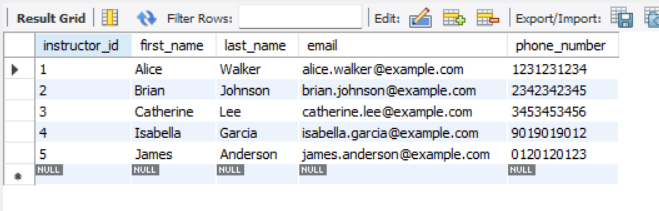 Result Grid Filter Rows: Edit: Export/Import:
instructor_id first_name last_name email phone_number
1 Alice Walker alice.walker@example.com 1231231234
2 Brian Johnson brian.johnson@example.com 2342342345
3 Catherine Lee catherine.lee@example.com 3453453456
4 Isabella Garcia isabella.garcia@example.com 9019019012
5 James Anderson james.anderson@example.com 0120120123
NULL NULL NULL NULL NULL